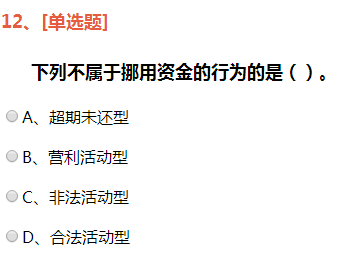 12、[单选题]
下列不属于挪用资金的行为的是（ ）。
A、超期未还型
B、营利活动型
C、非法活动型
D、合法活动型